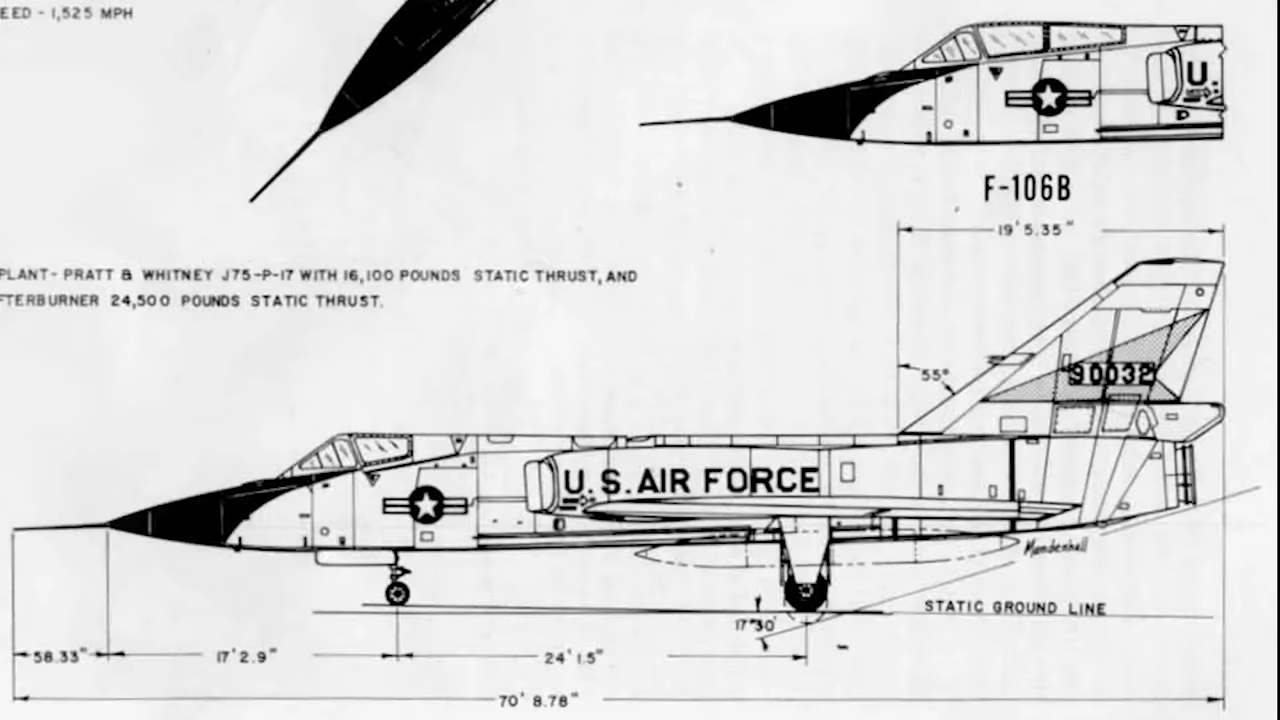 EED - 1,525 MPH
U.
F-106B
19' 5.35"
PLANT- PRATT & WHITNEY J75-P-17 WITH 16,100 POUNDS STATIC THRUST, AND
FTERBURNER 24,500 POUNDS STATIC THRUST.
55°
90032
U.S. AIR FORCE
Mendenhall
STATIC GROUND LINE
17°30'
58.33"
17' 2.9"
24' 1.5"
70' 8.78"